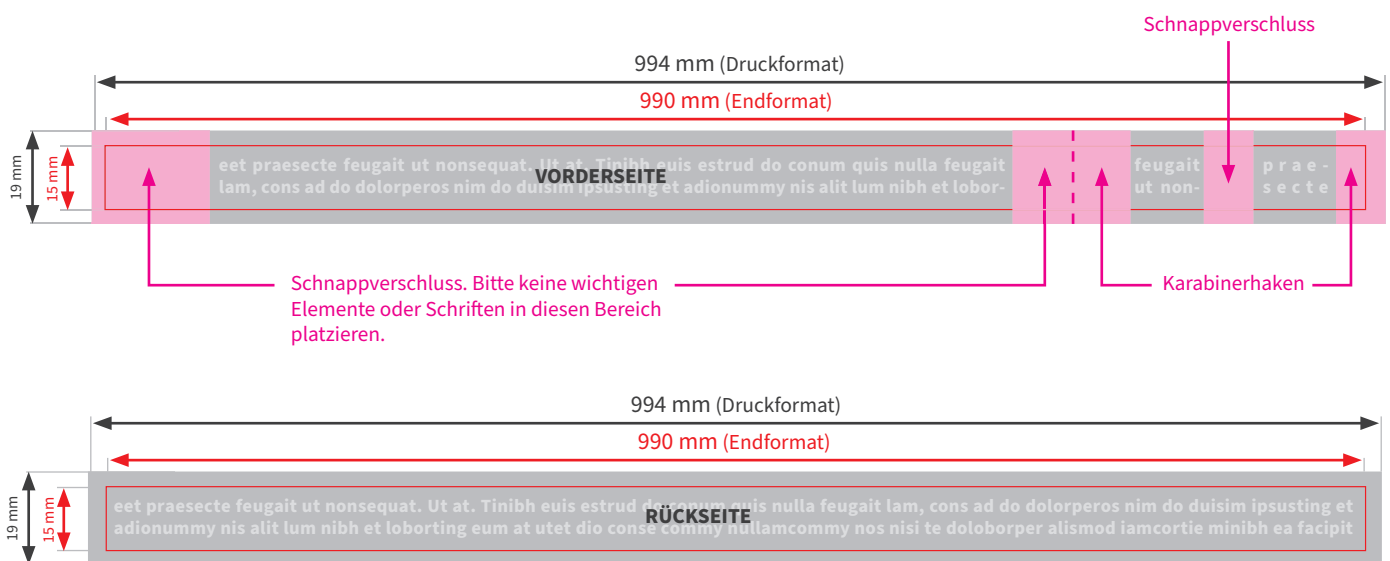 Schnappverschluss
994 mm (Druckformat)
990 mm (Endformat)
19 mm
15 mm
eet praesecte feugait ut nonsequat. Ut at. Tinibh euis estrud do conum quis nulla feugait
lam, cons ad do dolorperos nim do duisim ipsusting et adionummy nis alit lum nibh et lobor-
VORDERSEITE
feugait
ut non-
prae-
secte
Schnappverschluss. Bitte keine wichtigen
Elemente oder Schriften in diesen Bereich
platzieren.
Karabinerhaken
994 mm (Druckformat)
990 mm (Endformat)
19 mm
15 mm
eet praesecte feugait ut nonsequat. Ut at. Tinibh euis estrud do conum quis nulla feugait lam, cons ad do dolorperos nim do duisim ipsusting et
adionummy nis alit lum nibh et loborting eum at utet dio conse commy nullamcommy nos nisi te doloborper alismod iamcortie minibh ea facipit
RÜCKSEITE